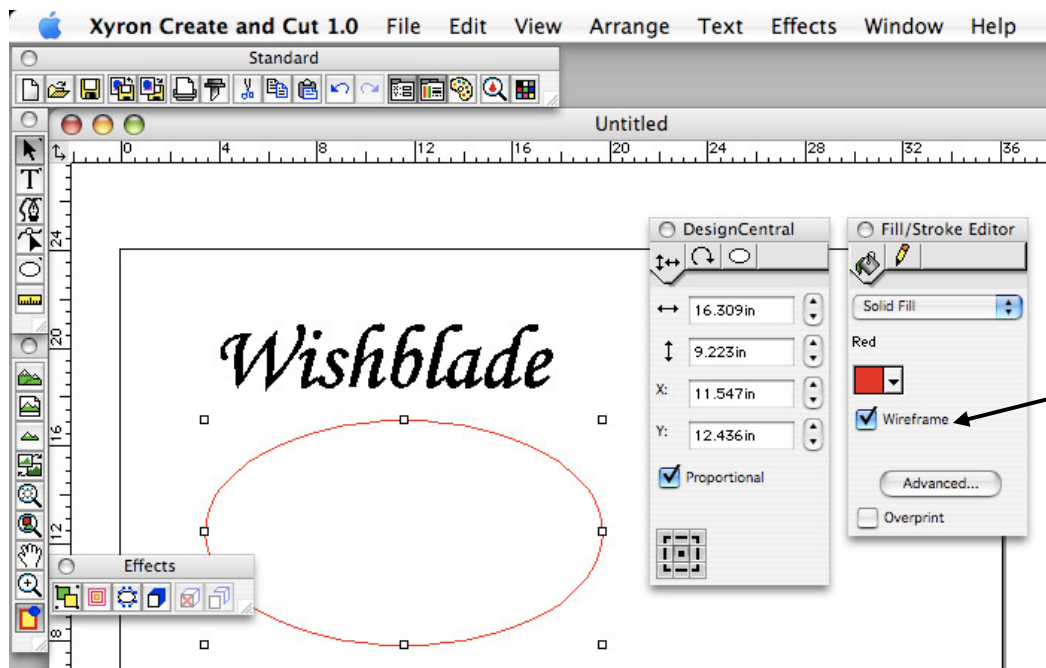 Xyron Create and Cut 1.0 File Edit View Arrange Text Effects Window Help
Standard
Untitled
0 4 8 12 16 20 24 28 32 36
24
20
16
12
8
Wishblade
DesignCentral
16.309in
9.223in
X: 11.547in
Y: 12.436in
Proportional
Fill/Stroke Editor
Solid Fill
Red
Wireframe
Advanced...
Overprint
Effects
T